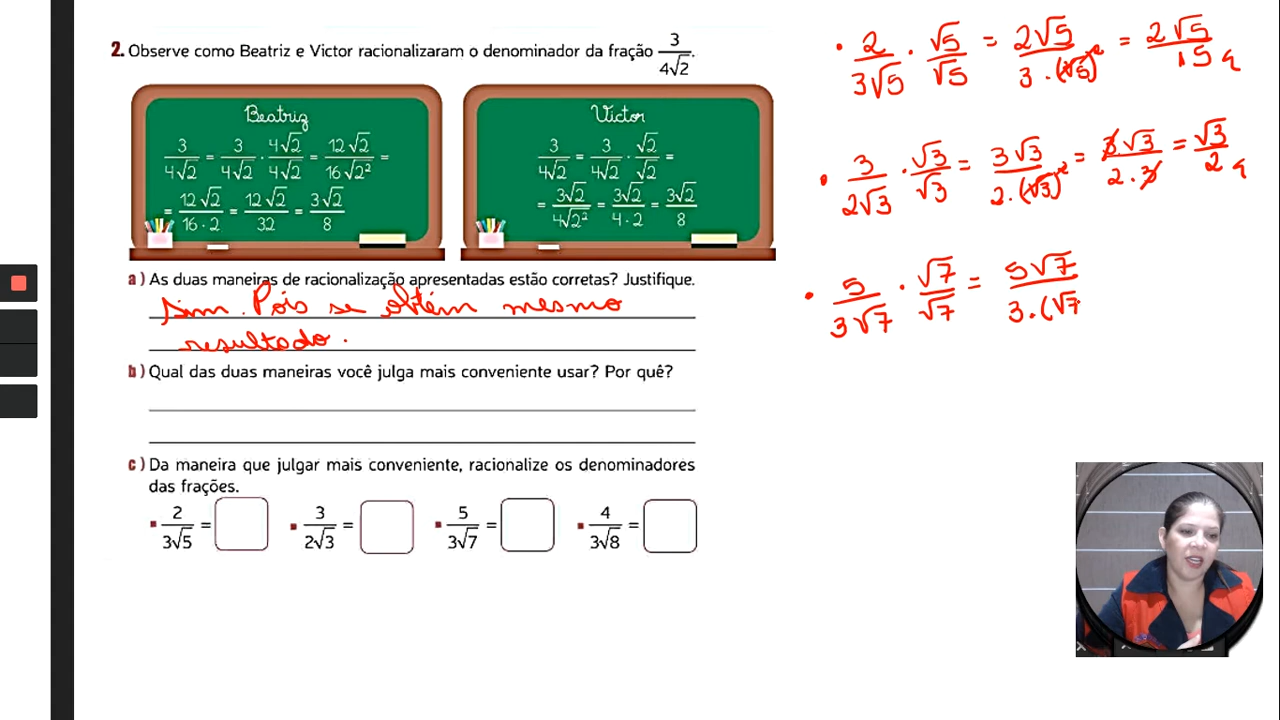 2. Observe como Beatriz e Victor racionalizaram o denominador da fração 3/4√2.
Beatriz
3/4√2 = 3/4√2 · 4√2/4√2 = 12√2/16√2² =
= 12√2/16·2 = 12√2/32 = 3√2/8
Victor
3/4√2 = 3/4√2 · √2/√2 =
= 3√2/4√2² = 3√2/4·2 = 3√2/8
a) As duas maneiras de racionalização apresentadas estão corretas? Justifique.
Sim. Póis se obtém mesmo
resultado.
b) Qual das duas maneiras você julga mais conveniente usar? Por quê?
c) Da maneira que julgar mais conveniente, racionalize os denominadores
das frações.
▪ 2/3√5 = ▪ 3/2√3 = ▪ 5/3√7 = ▪ 4/3√8 =
• 2/3√5 · √5/√5 = 2√5/3·(√5)² = 2√5/15
• 3/2√3 · √3/√3 = 3√3/2·(√3)² = 3√3/2·3 = √3/2
• 5/3√7 · √7/√7 = 5√7/3·(√7